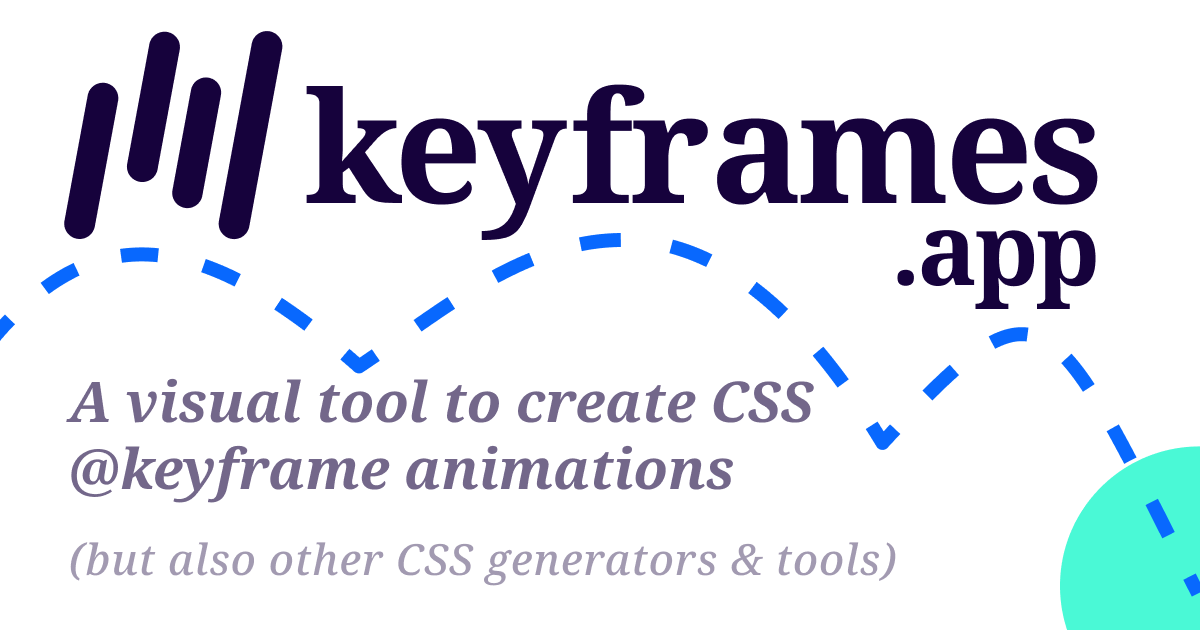 keyframes
.app
A visual tool to create CSS
@keyframe animations
(but also other CSS generators & tools)